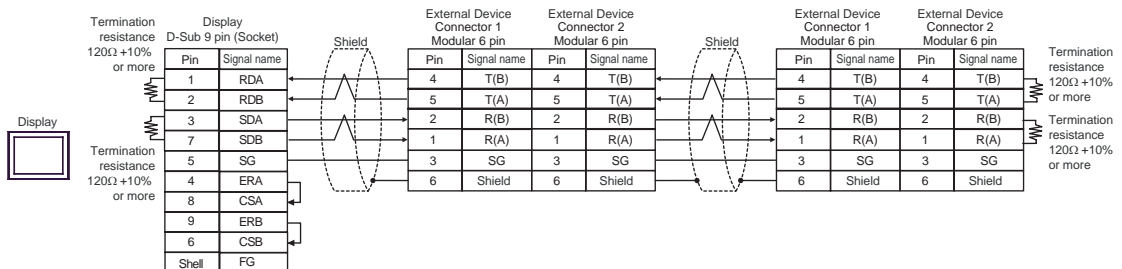 Termination
resistance
120Ω +10%
or more
Display
D-Sub 9 pin (Socket)
Pin Signal name
1 RDA
2 RDB
3 SDA
7 SDB
5 SG
4 ERA
8 CSA
9 ERB
6 CSB
Shell FG
Display
Termination
resistance
120Ω +10%
or more
Shield
External Device
Connector 1
Modular 6 pin
External Device
Connector 2
Modular 6 pin
Pin Signal name Pin Signal name
4 T(B) 4 T(B)
5 T(A) 5 T(A)
2 R(B) 2 R(B)
1 R(A) 1 R(A)
3 SG 3 SG
6 Shield 6 Shield
Shield
External Device
Connector 1
Modular 6 pin
External Device
Connector 2
Modular 6 pin
Pin Signal name Pin Signal name
4 T(B) 4 T(B)
5 T(A) 5 T(A)
2 R(B) 2 R(B)
1 R(A) 1 R(A)
3 SG 3 SG
6 Shield 6 Shield
Termination
resistance
120Ω +10%
or more
Termination
resistance
120Ω +10%
or more